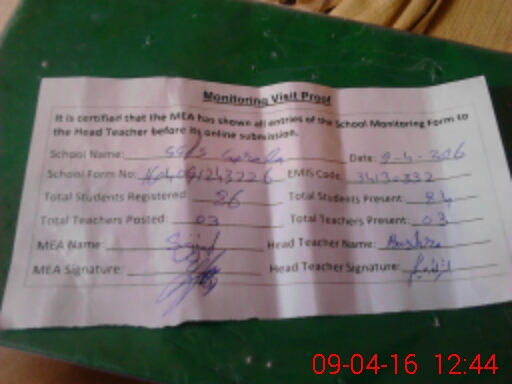 Monitoring Visit Proof
It is certified that the MEA has shown all entries of the School Monitoring Form to
the Head Teacher before its online submission.
School Name: Date:
School Form No: EMIS Code:
Total Students Registered: 26 Total Students Present: 24
Total Teachers Posted: 03 Total Teachers Present: 03
MEA Name: Sajjad Head Teacher Name: Bushra
MEA Signature: Head Teacher Signature:
09-04-16 12:44